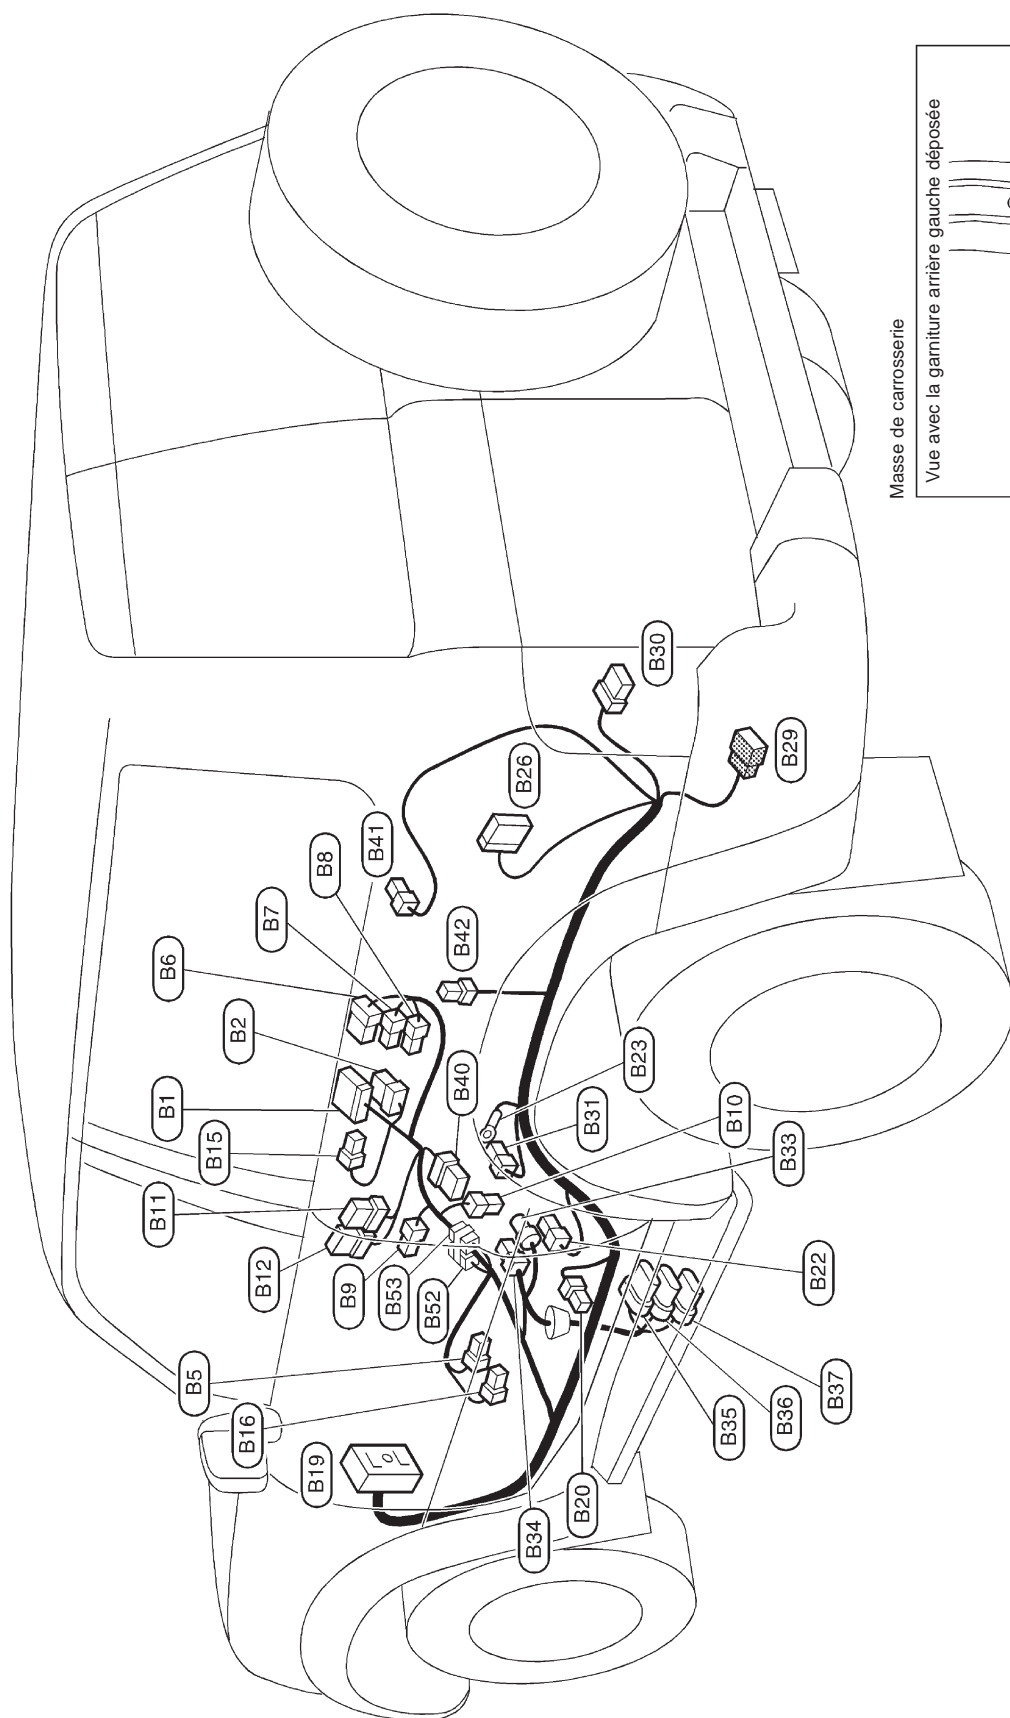 B6
B7
B8
B41
B2
B1
B15
B11
B12
B9
B53
B52
B5
B16
B19
B40
B42
B26
B30
B29
B23
B31
B10
B33
B22
B20
B34
B35
B36
B37
Masse de carrosserie
Vue avec la garniture arrière gauche déposée